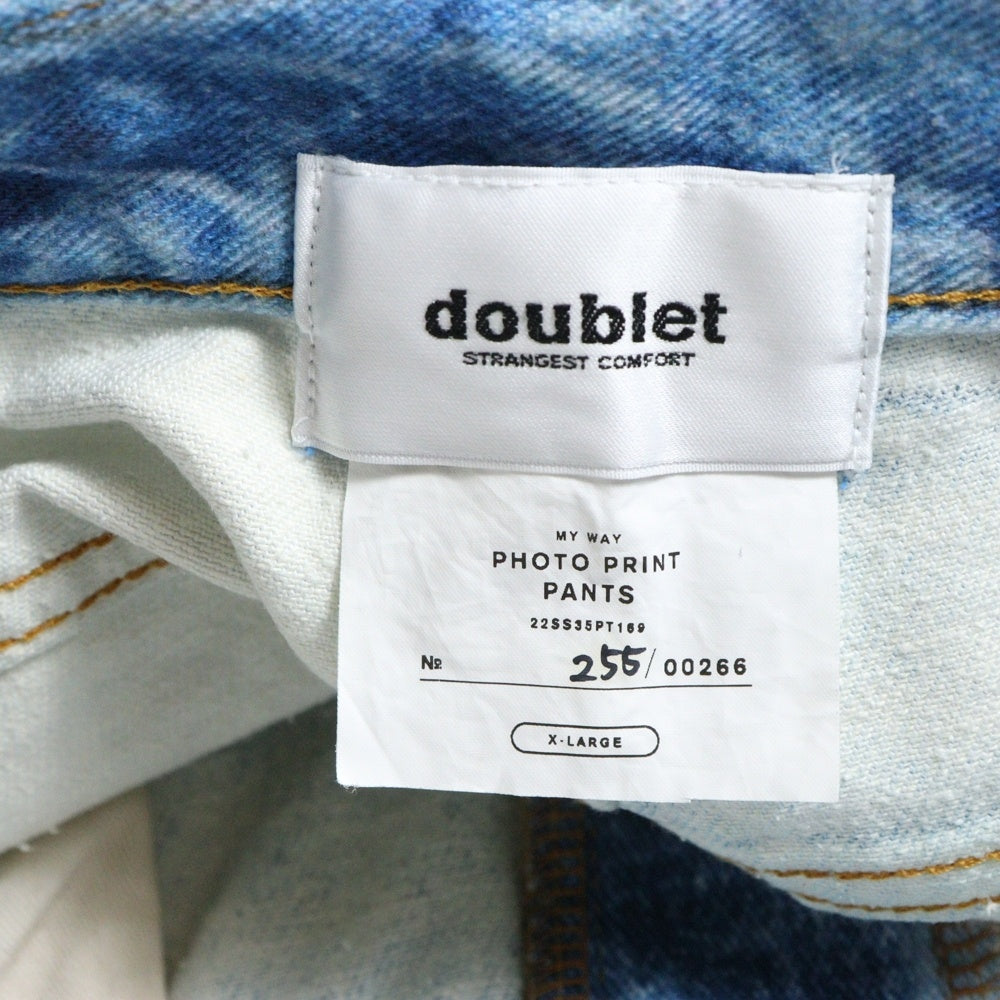 doublet
STRANGEST COMFORT
MY WAY
PHOTO PRINT
PANTS
22SS35PT169
№ 255/00266
X-LARGE